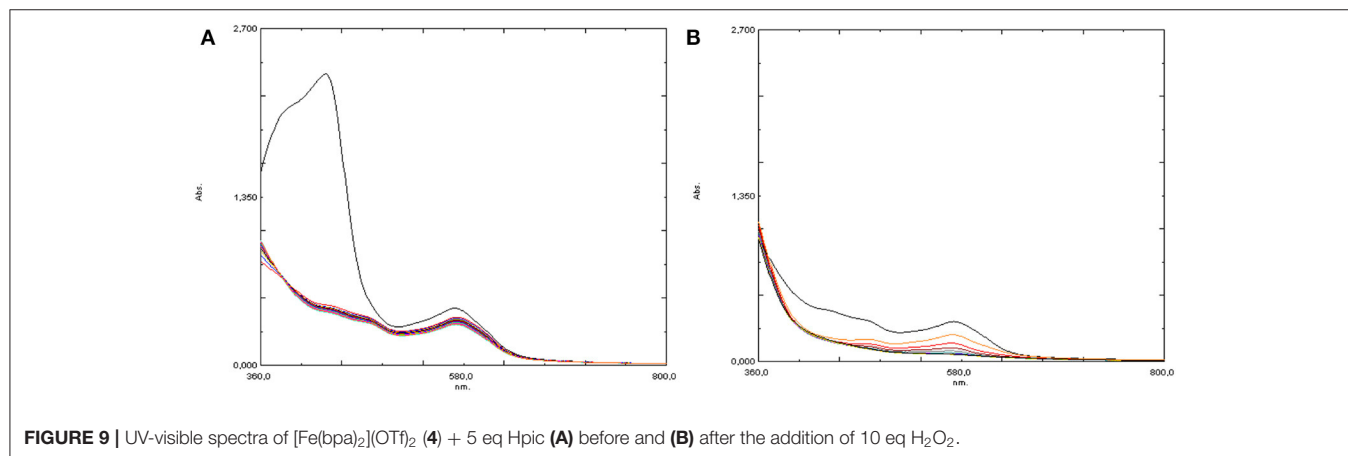 A
2,700
Abs.
1,350
0,000
360,0
580,0
800,0
nm.
B
2,700
Abs.
1,350
0,000
360,0
580,0
800,0
nm.
FIGURE 9 | UV-visible spectra of [Fe(bpa)₂](OTf)₂ (4) + 5 eq Hpic (A) before and (B) after the addition of 10 eq H₂O₂.